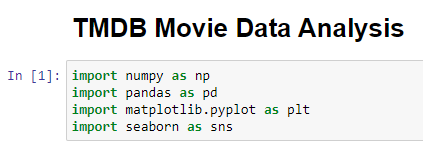 TMDB Movie Data Analysis
In [1]: import numpy as np
import pandas as pd
import matplotlib.pyplot as plt
import seaborn as sns